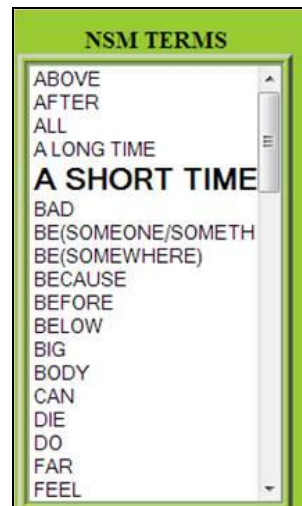 NSM TERMS
ABOVE
AFTER
ALL
A LONG TIME
A SHORT TIME
BAD
BE(SOMEONE/SOMETH
BE(SOMEWHERE)
BECAUSE
BEFORE
BELOW
BIG
BODY
CAN
DIE
DO
FAR
FEEL